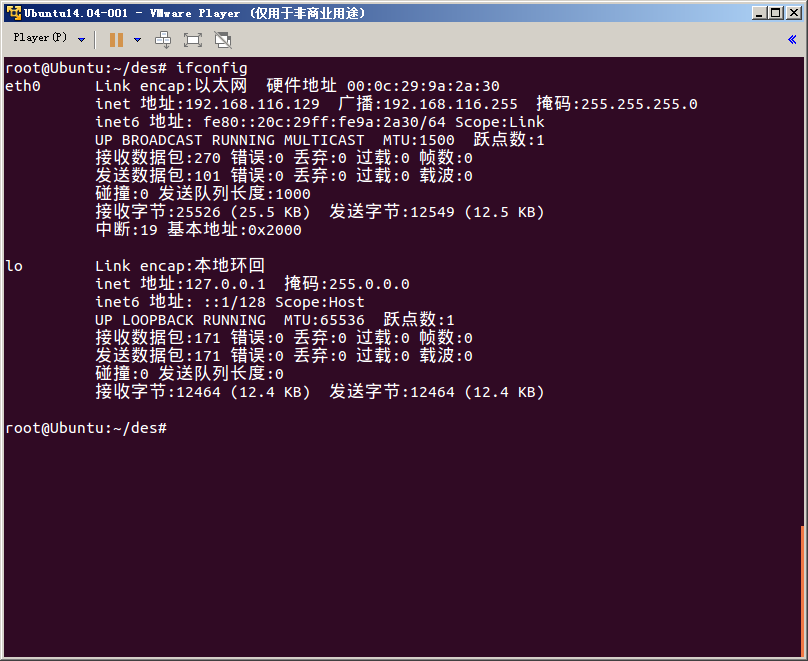 Ubuntu14.04-001 - VMware Player (仅用于非商业用途)
Player(P)
root@Ubuntu:~/des# ifconfig
eth0      Link encap:以太网  硬件地址 00:0c:29:9a:2a:30
inet 地址:192.168.116.129  广播:192.168.116.255  掩码:255.255.255.0
inet6 地址: fe80::20c:29ff:fe9a:2a30/64 Scope:Link
UP BROADCAST RUNNING MULTICAST  MTU:1500  跃点数:1
接收数据包:270 错误:0 丢弃:0 过载:0 帧数:0
发送数据包:101 错误:0 丢弃:0 过载:0 载波:0
碰撞:0 发送队列长度:1000
接收字节:25526 (25.5 KB)  发送字节:12549 (12.5 KB)
中断:19 基本地址:0x2000
lo        Link encap:本地环回
inet 地址:127.0.0.1  掩码:255.0.0.0
inet6 地址: ::1/128 Scope:Host
UP LOOPBACK RUNNING  MTU:65536  跃点数:1
接收数据包:171 错误:0 丢弃:0 过载:0 帧数:0
发送数据包:171 错误:0 丢弃:0 过载:0 载波:0
碰撞:0 发送队列长度:0
接收字节:12464 (12.4 KB)  发送字节:12464 (12.4 KB)
root@Ubuntu:~/des#